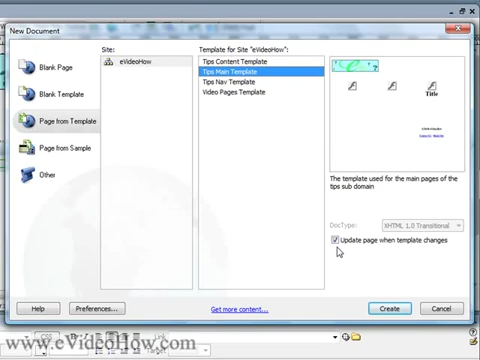 New Document
Site:
Template for Site "eVideoHow":
Blank Page
Blank Template
Page from Template
Page from Sample
Other
eVideoHow
Tips Content Template
Tips Main Template
Tips Nav Template
Video Pages Template
Title
The template used for the main pages of the
tips sub domain
DocType:
XHTML 1.0 Transitional
Update page when template changes
Help
Preferences...
Get more content...
Create
Cancel
CSS
Link
Target
www.eVideoHow.com